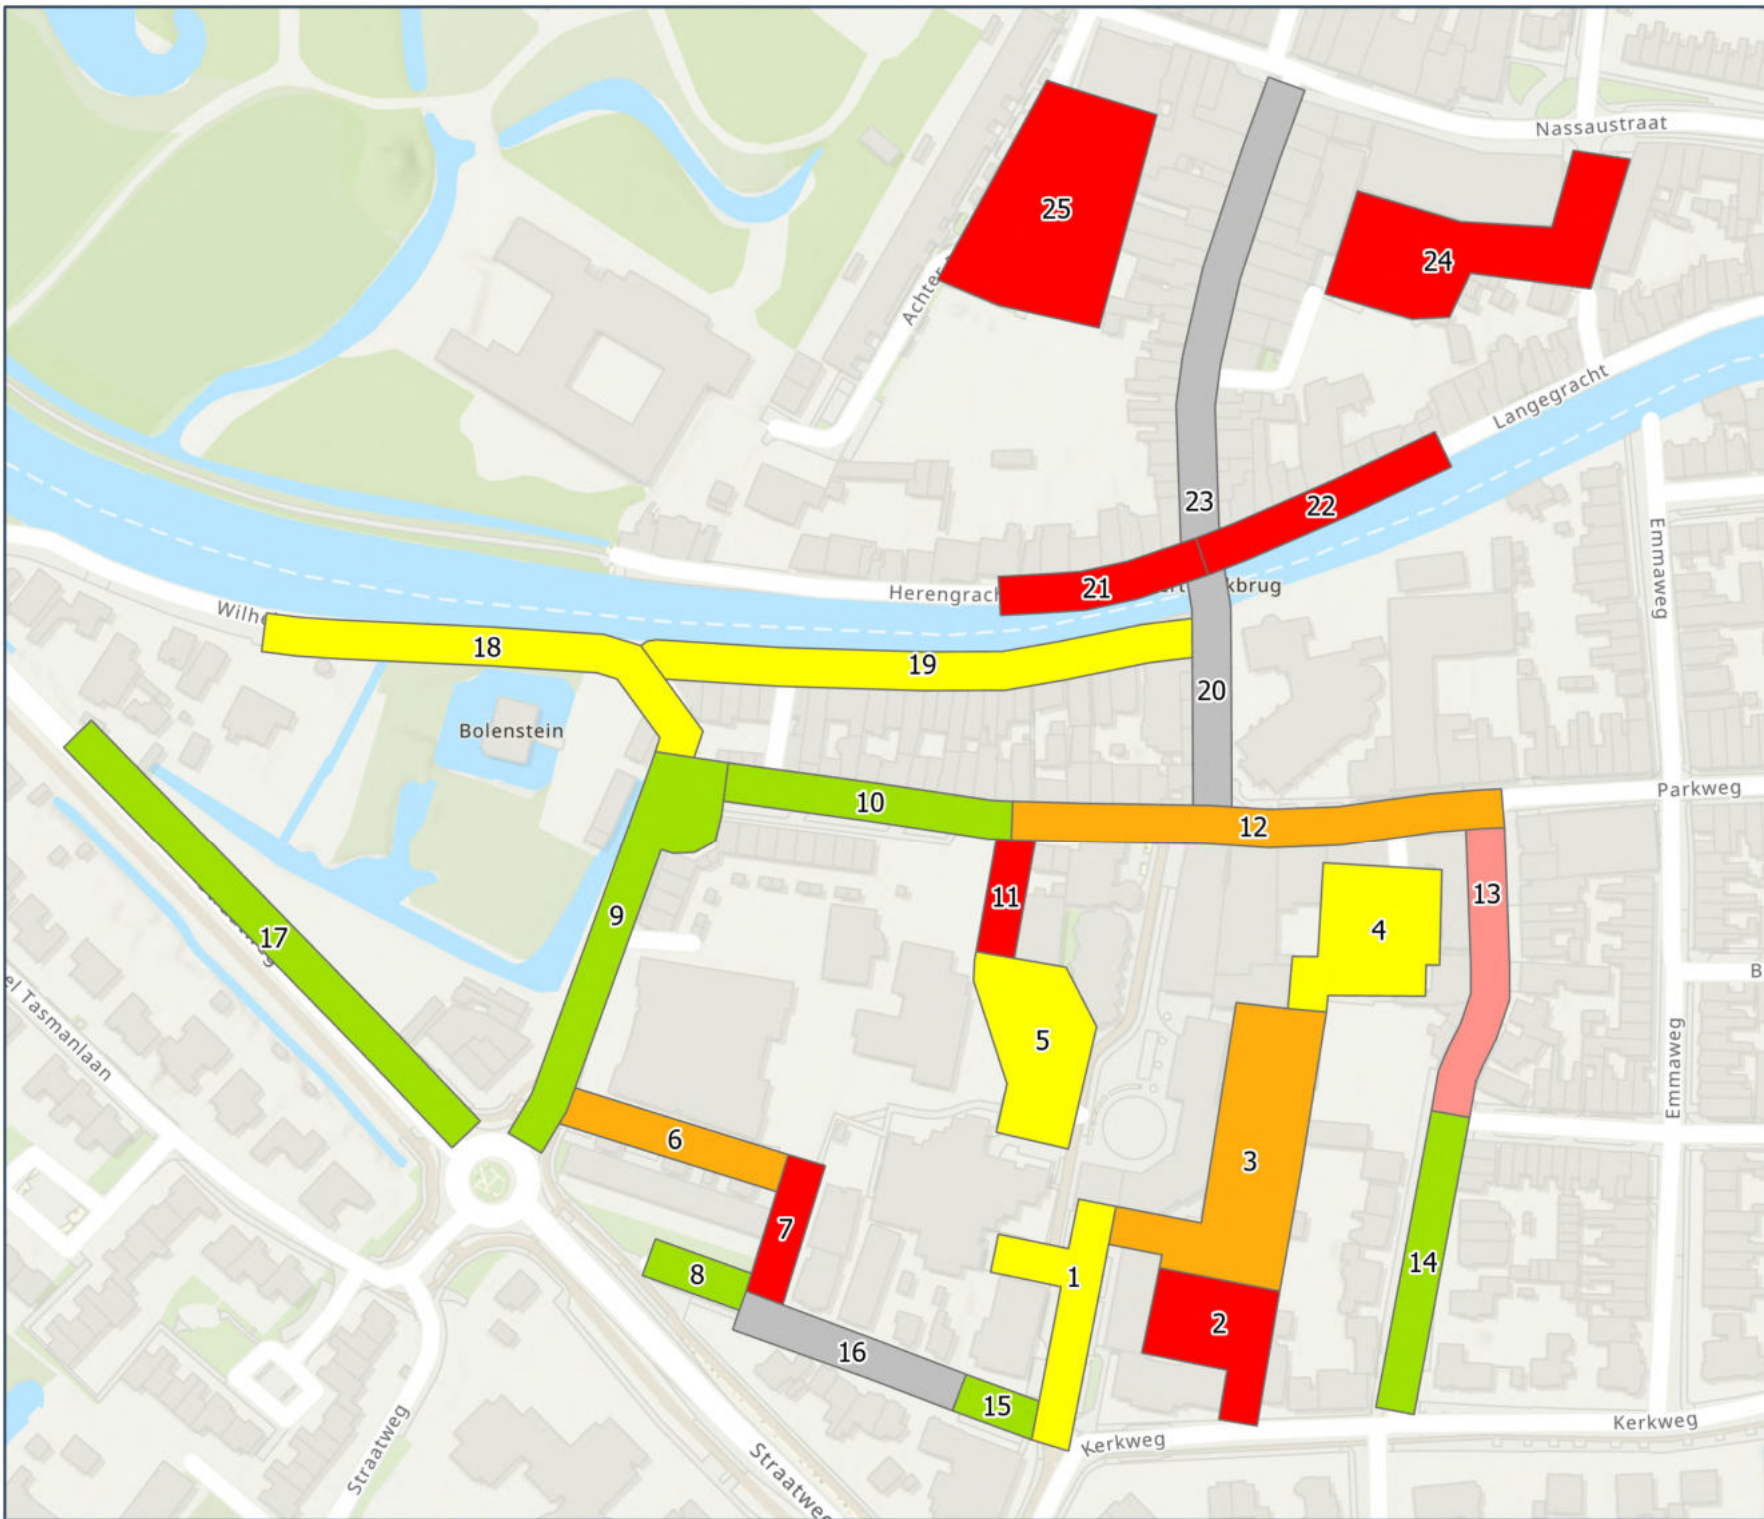 Nassaustraat
25
24
Achter
Langegracht
23
22
Emmaweg
21
Herengrach
kbrug
Wilhe
18
19
20
Bolenstein
Parkweg
10
12
13
11
4
9
17
B
el Tasmanlaan
5
Emmaweg
6
3
7
8
1
14
2
16
15
Straatweg
Kerkweg
Kerkweg
Straatweg